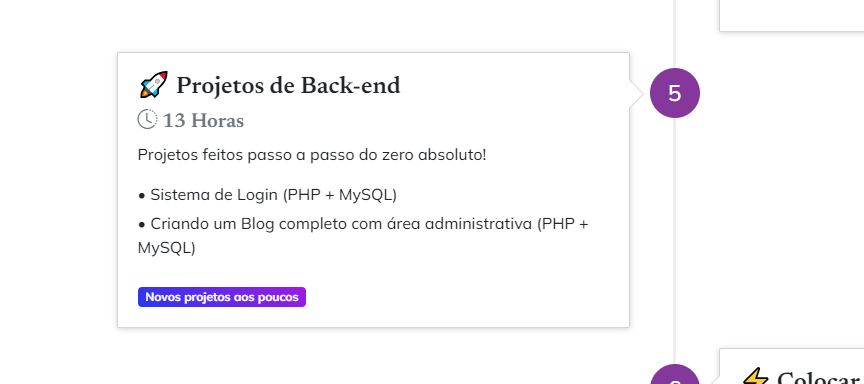 Projetos de Back-end
13 Horas
5
Projetos feitos passo a passo do zero absoluto!
• Sistema de Login (PHP + MySQL)
• Criando um Blog completo com área administrativa (PHP +
MySQL)
Novos projetos aos poucos
Colocar